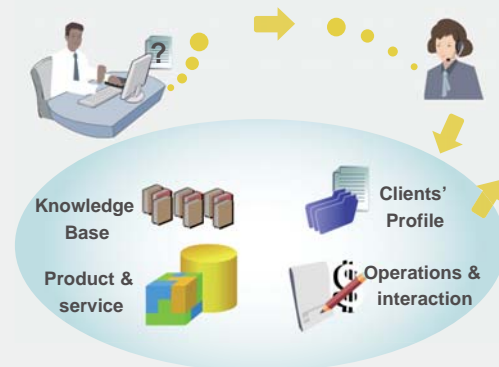 ?
Knowledge
Base
Clients'
Profile
Product &
service
$
Operations &
interaction